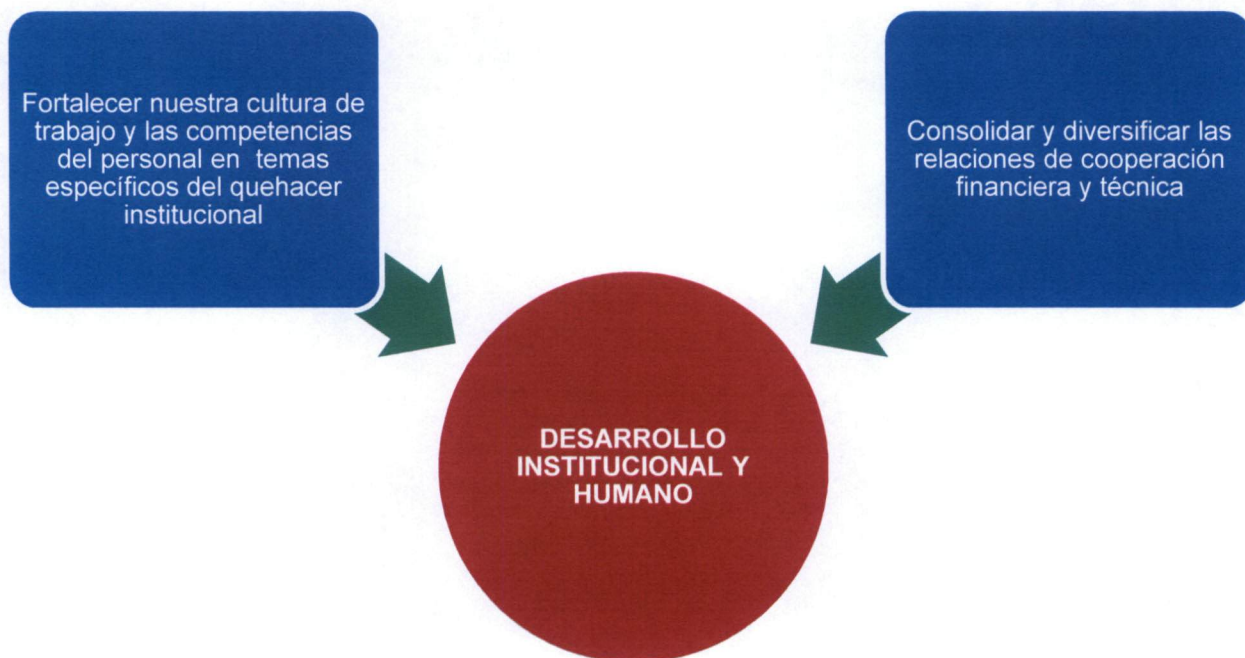 Fortalecer nuestra cultura de
trabajo y las competencias
del personal en temas
específicos del quehacer
institucional
Consolidar y diversificar las
relaciones de cooperación
financiera y técnica
DESARROLLO
INSTITUCIONAL Y
HUMANO